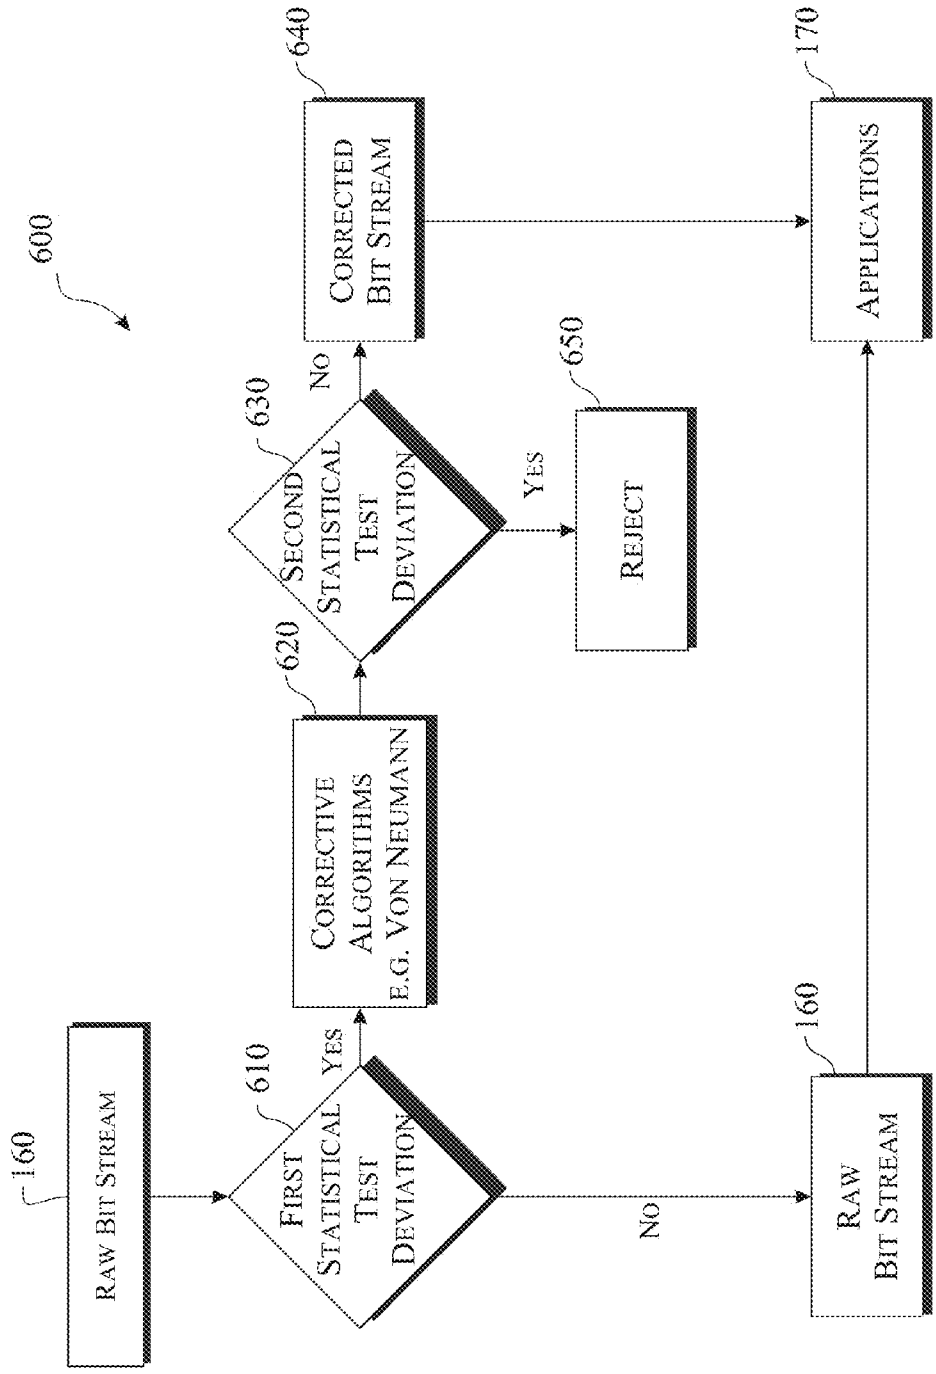 600
160
RAW BIT STREAM
610
FIRST
STATISTICAL
TEST
DEVIATION
YES
620
CORRECTIVE
ALGORITHMS
E.G. VON NEUMANN
630
SECOND
STATISTICAL
TEST
DEVIATION
NO
640
CORRECTED
BIT STREAM
YES
650
REJECT
NO
160
RAW
BIT STREAM
170
APPLICATIONS